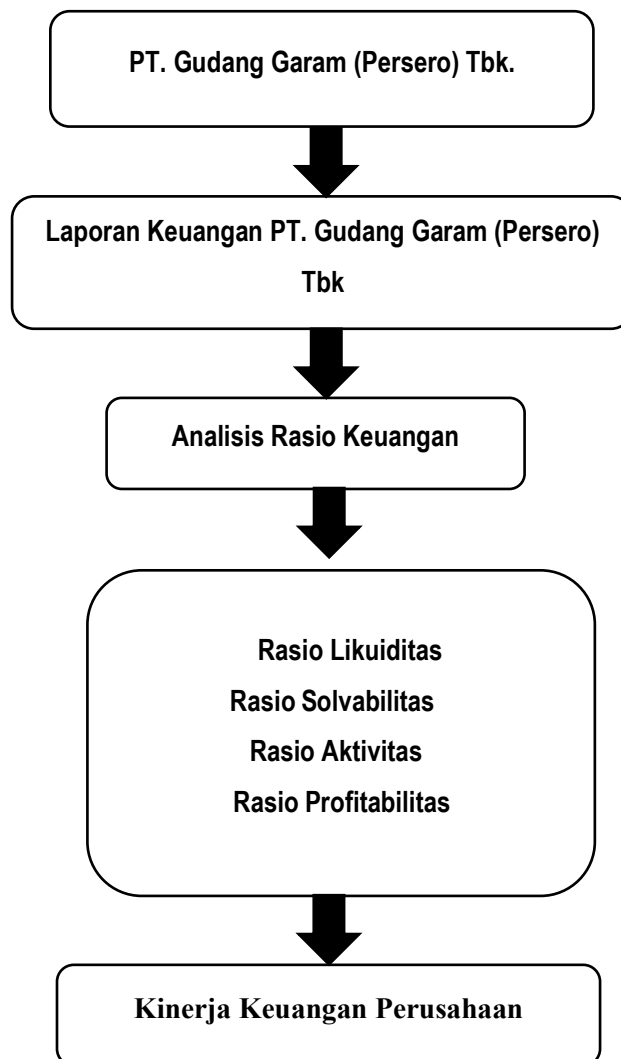 PT. Gudang Garam (Persero) Tbk.
Laporan Keuangan PT. Gudang Garam (Persero)
Tbk
Analisis Rasio Keuangan
Rasio Likuiditas
Rasio Solvabilitas
Rasio Aktivitas
Rasio Profitabilitas
Kinerja Keuangan Perusahaan